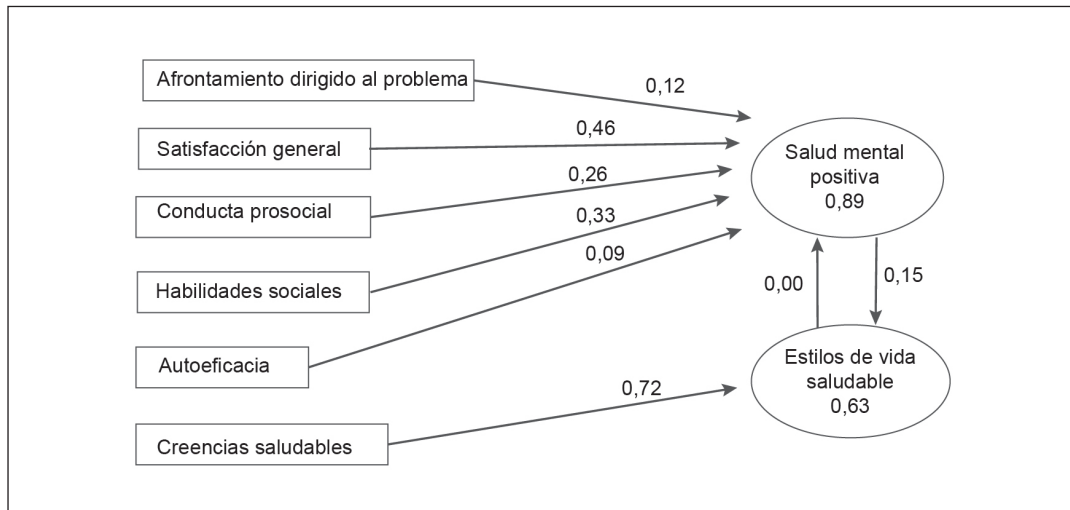 Afrontamiento dirigido al problema
0,12
Satisfacción general
0,46
Conducta prosocial
0,26
Habilidades sociales
0,33
Autoeficacia
0,09
Creencias saludables
0,72
Salud mental
positiva
0,89
0,00
0,15
Estilos de vida
saludable
0,63